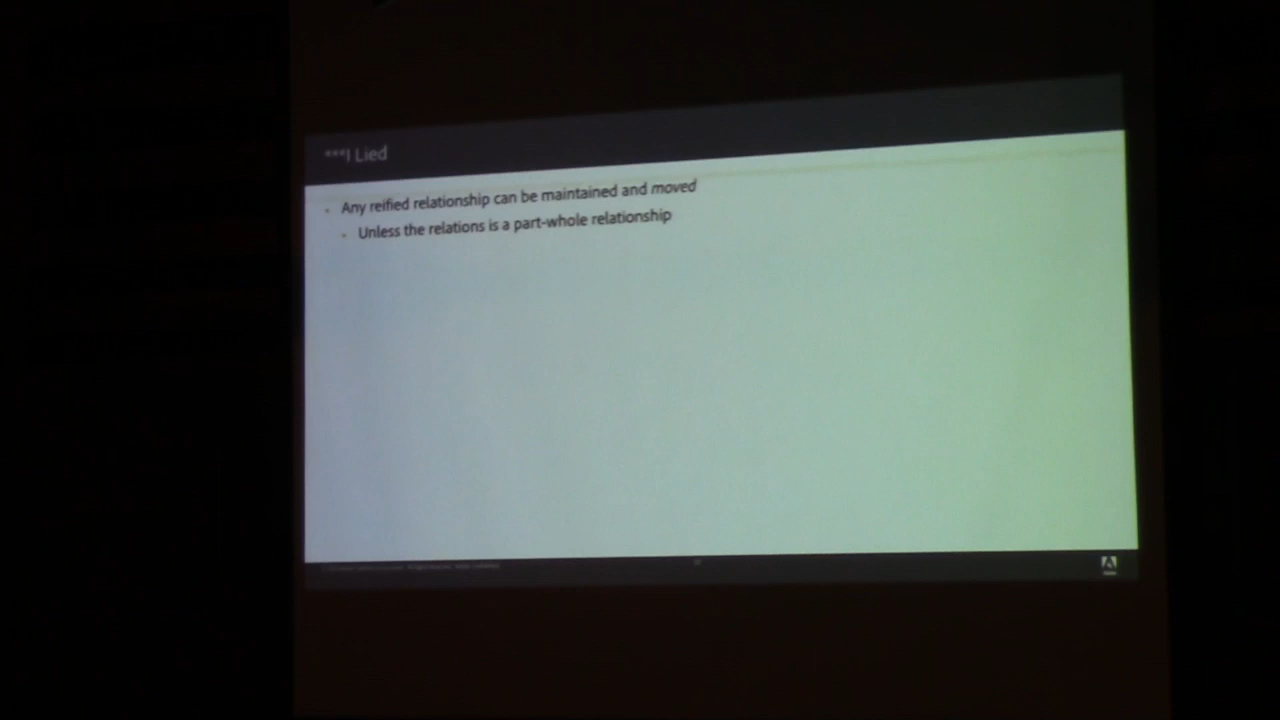 ***I Lied
Any reified relationship can be maintained and moved
Unless the relations is a part-whole relationship